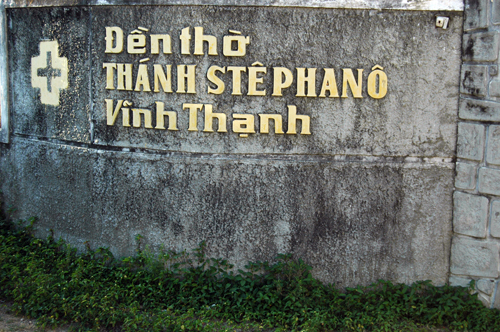 Đền thờ
THÁNH STÊPHANÔ
Vĩnh Thạnh